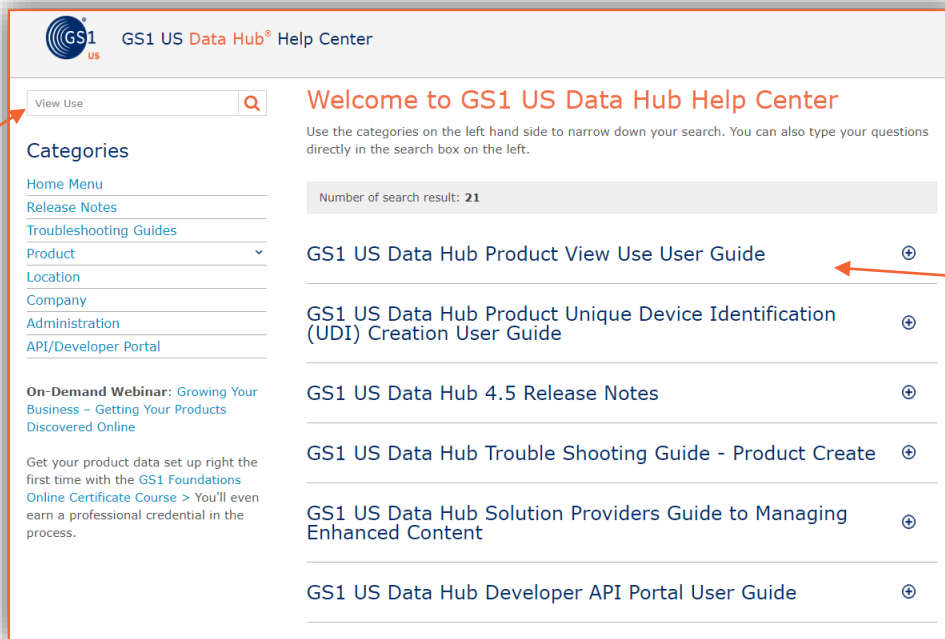 GS1 US
GS1 US Data Hub® Help Center
View Use
Categories
Home Menu
Release Notes
Troubleshooting Guides
Product
Location
Company
Administration
API/Developer Portal
On-Demand Webinar: Growing Your
Business – Getting Your Products
Discovered Online
Get your product data set up right the
first time with the GS1 Foundations
Online Certificate Course > You'll even
earn a professional credential in the
process.
Welcome to GS1 US Data Hub Help Center
Use the categories on the left hand side to narrow down your search. You can also type your questions
directly in the search box on the left.
Number of search result: 21
GS1 US Data Hub Product View Use User Guide
GS1 US Data Hub Product Unique Device Identification
(UDI) Creation User Guide
GS1 US Data Hub 4.5 Release Notes
GS1 US Data Hub Trouble Shooting Guide - Product Create
GS1 US Data Hub Solution Providers Guide to Managing
Enhanced Content
GS1 US Data Hub Developer API Portal User Guide